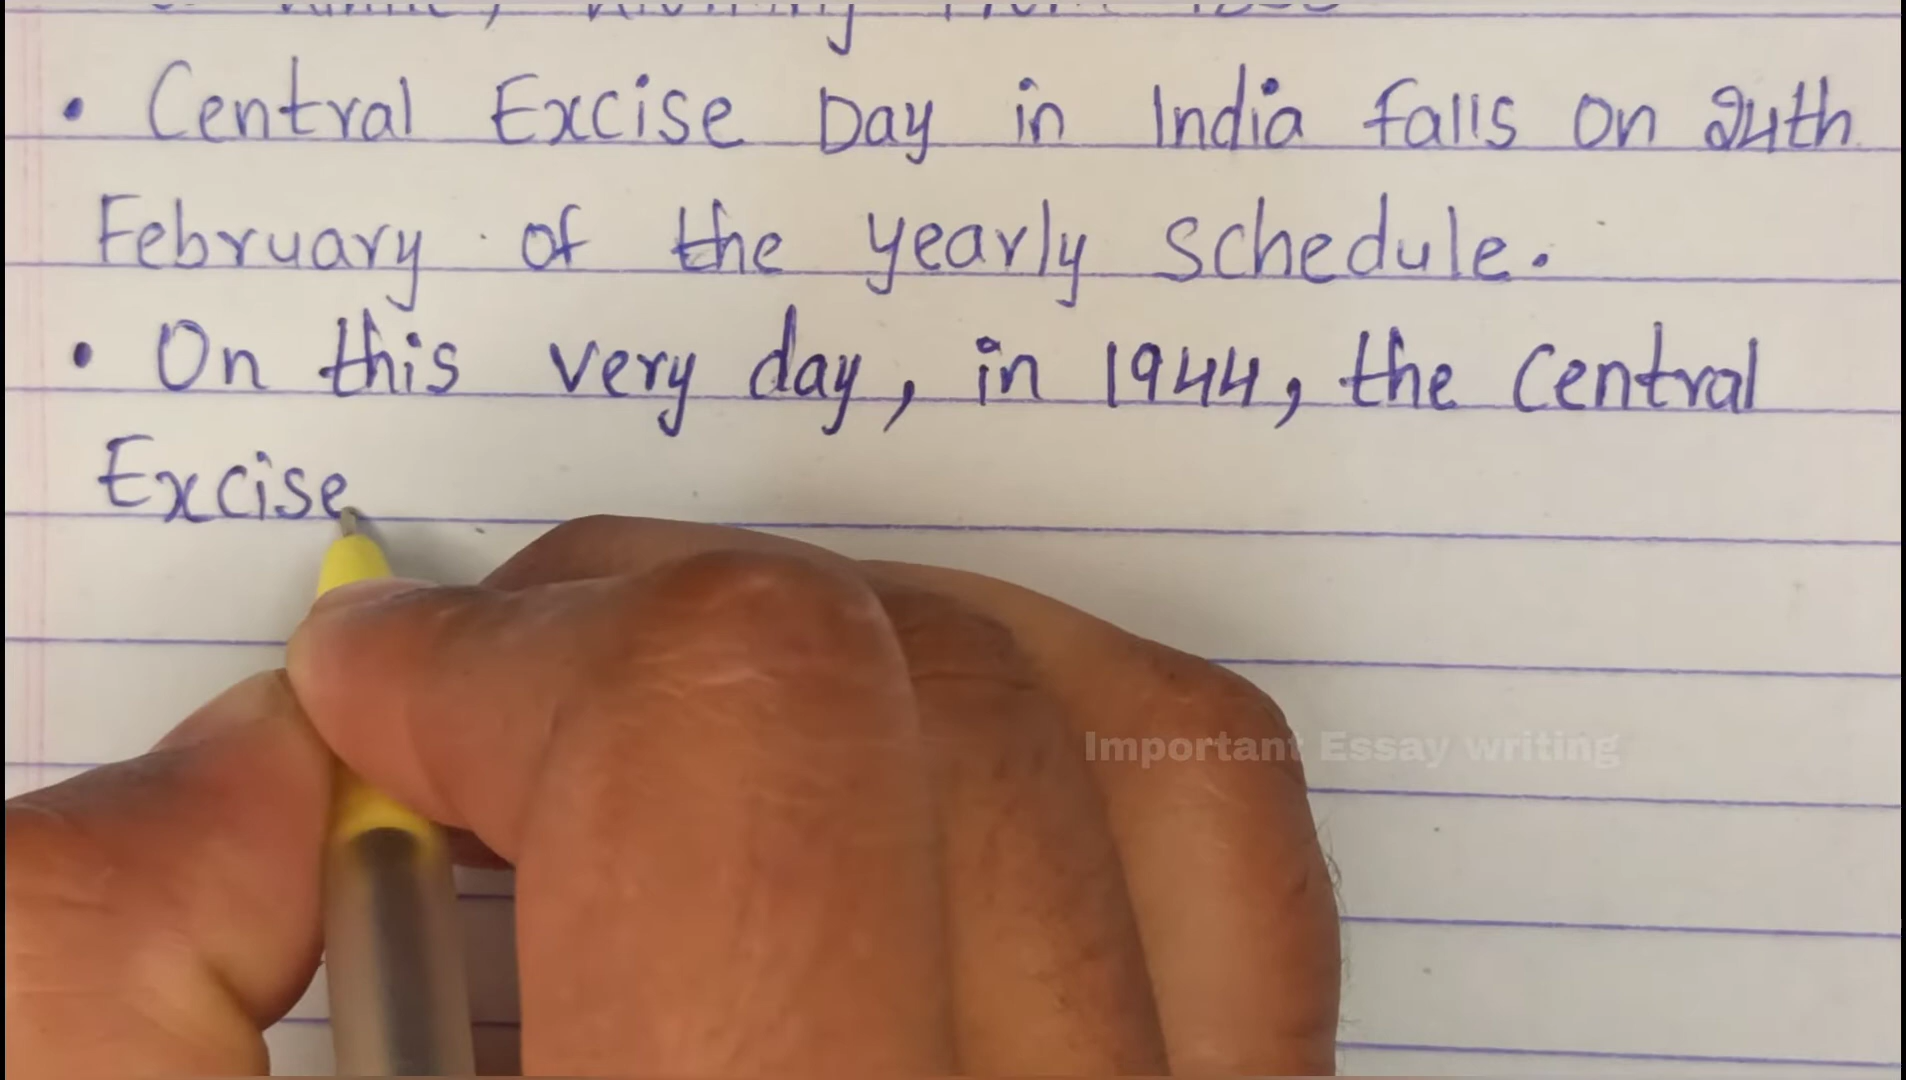 • Central Excise Day in India falls on 24th
February of the yearly schedule.
• On this very day, in 1944, the Central
Excise
Important Essay writing